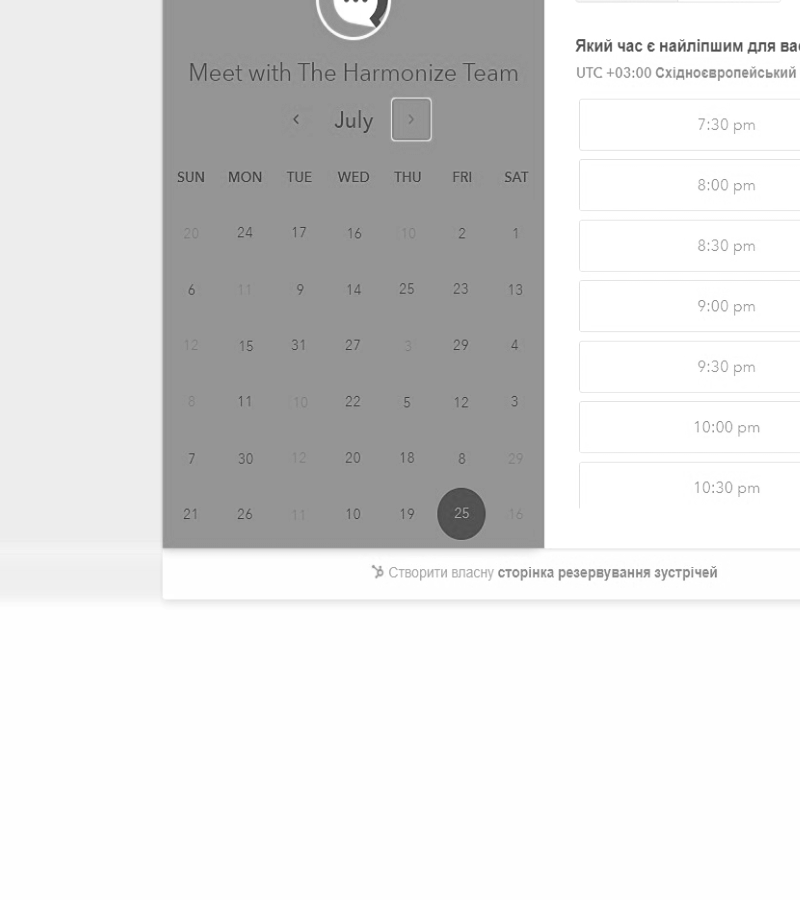 Meet with The Harmonize Team
July
SUN MON TUE WED THU FRI SAT
20 24 17 16 10 2 1
6 11 9 14 25 23 13
12 15 31 27 3 29 4
8 11 10 22 5 12 3
7 30 12 20 18 8 29
21 26 11 10 19 25 16
Який час є найліпшим для
UTC +03:00 Східноєвропейський
7:30 pm
8:00 pm
8:30 pm
9:00 pm
9:30 pm
10:00 pm
10:30 pm
Створити власну сторінка резервування зустрічей